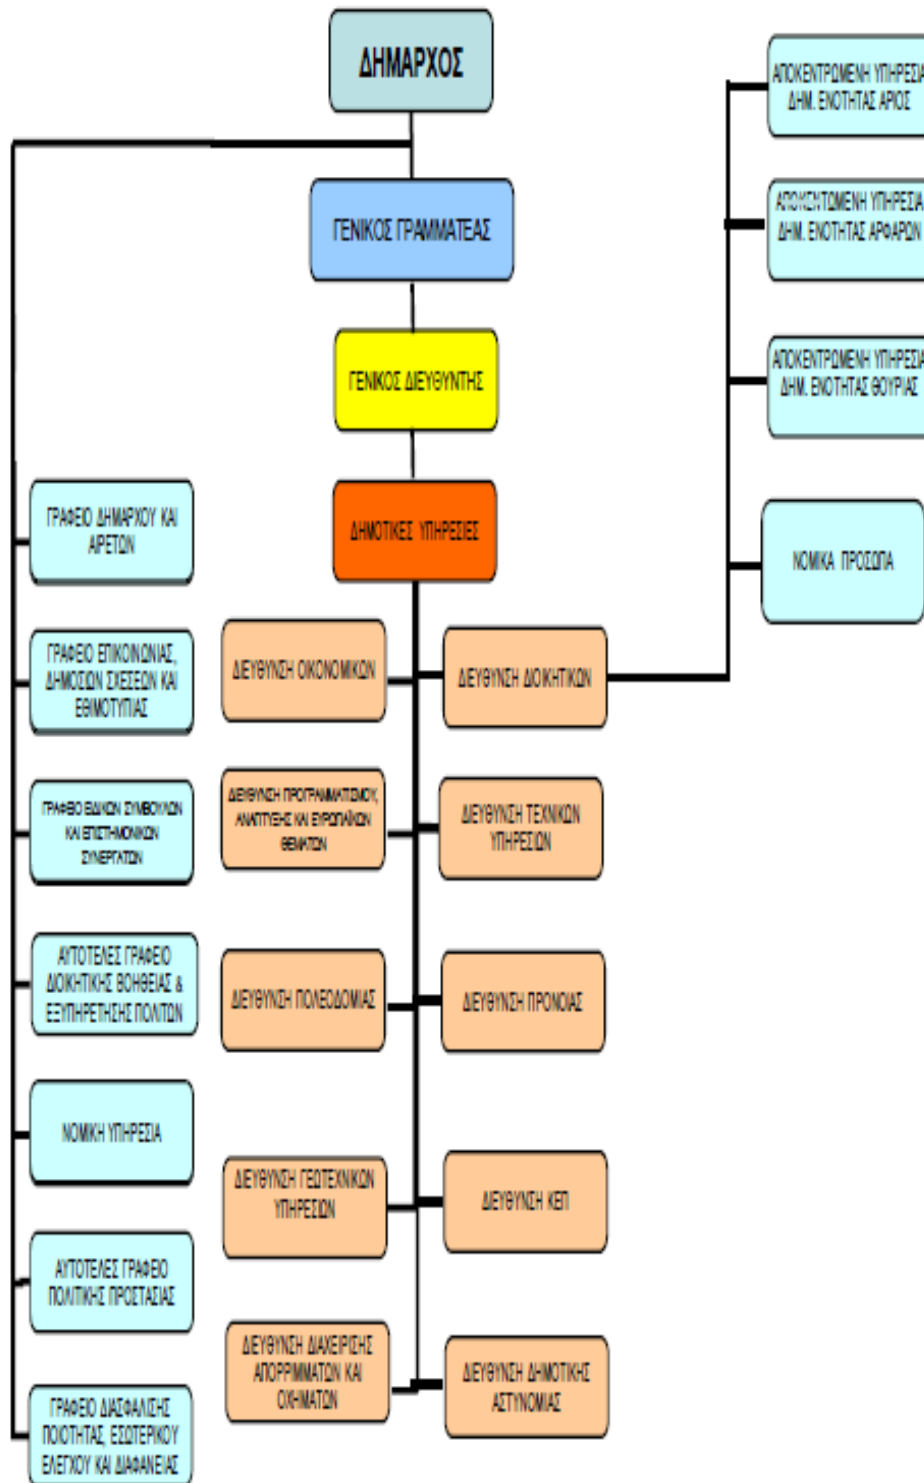 ΔΗΜΑΡΧΟΣ
ΓΕΝΙΚΟΣ ΓΡΑΜΜΑΤΕΑΣ
ΓΕΝΙΚΟΣ ΔΙΕΥΘΥΝΤΗΣ
ΔΗΜΟΤΙΚΕΣ ΥΠΗΡΕΣΙΕΣ
ΓΡΑΦΕΙΟ ΔΗΜΑΡΧΟΥ ΚΑΙ
ΑΙΡΕΤΩΝ
ΓΡΑΦΕΙΟ ΕΠΙΚΟΙΝΩΝΙΑΣ,
ΔΗΜΟΣΙΩΝ ΣΧΕΣΕΩΝ ΚΑΙ
ΕΘΙΜΟΤΥΠΙΑΣ
ΓΡΑΦΕΙΟ ΕΙΔΙΚΩΝ ΣΥΜΒΟΥΛΩΝ
ΚΑΙ ΕΠΙΣΤΗΜΟΝΙΚΩΝ
ΣΥΝΕΡΓΑΤΩΝ
ΑΥΤΟΤΕΛΕΣ ΓΡΑΦΕΙΟ
ΔΙΟΙΚΗΤΙΚΗΣ ΒΟΗΘΕΙΑΣ &
ΕΞΥΠΗΡΕΤΗΣΗΣ ΠΟΛΙΤΩΝ
ΝΟΜΙΚΗ ΥΠΗΡΕΣΙΑ
ΑΥΤΟΤΕΛΕΣ ΓΡΑΦΕΙΟ
ΠΟΛΙΤΙΚΗΣ ΠΡΟΣΤΑΣΙΑΣ
ΓΡΑΦΕΙΟ ΔΙΑΣΦΑΛΙΣΗΣ
ΠΟΙΟΤΗΤΑΣ, ΕΣΩΤΕΡΙΚΟΥ
ΕΛΕΓΧΟΥ ΚΑΙ ΔΙΑΦΑΝΕΙΑΣ
ΔΙΕΥΘΥΝΣΗ ΟΙΚΟΝΟΜΙΚΩΝ
ΔΙΕΥΘΥΝΣΗ ΠΡΟΓΡΑΜΜΑΤΙΣΜΟΥ,
ΑΝΑΠΤΥΞΗΣ ΚΑΙ ΕΥΡΩΠΑΪΚΩΝ
ΘΕΜΑΤΩΝ
ΔΙΕΥΘΥΝΣΗ ΠΟΛΕΟΔΟΜΙΑΣ
ΔΙΕΥΘΥΝΣΗ ΓΕΩΤΕΧΝΙΚΩΝ
ΥΠΗΡΕΣΙΩΝ
ΔΙΕΥΘΥΝΣΗ ΔΙΑΧΕΙΡΙΣΗΣ
ΑΠΟΡΡΙΜΜΑΤΩΝ ΚΑΙ
ΟΧΗΜΑΤΩΝ
ΔΙΕΥΘΥΝΣΗ ΔΙΟΙΚΗΤΙΚΩΝ
ΔΙΕΥΘΥΝΣΗ ΤΕΧΝΙΚΩΝ
ΥΠΗΡΕΣΙΩΝ
ΔΙΕΥΘΥΝΣΗ ΠΡΟΝΟΙΑΣ
ΔΙΕΥΘΥΝΣΗ ΚΕΠ
ΔΙΕΥΘΥΝΣΗ ΔΗΜΟΤΙΚΗΣ
ΑΣΤΥΝΟΜΙΑΣ
ΑΠΟΚΕΝΤΡΩΜΕΝΗ ΥΠΗΡΕΣΙΑ
ΔΗΜ. ΕΝΟΤΗΤΑΣ ΑΡΙΟΣ
ΑΠΟΚΕΝΤΩΜΕΝΗ ΥΠΗΡΕΣΙΑ
ΔΗΜ. ΕΝΟΤΗΤΑΣ ΑΡΦΑΡΩΝ
ΑΠΟΚΕΝΤΡΩΜΕΝΗ ΥΠΗΡΕΣΙΑ
ΔΗΜ. ΕΝΟΤΗΤΑΣ ΘΟΥΡΙΑΣ
ΝΟΜΙΚΑ ΠΡΟΣΩΠΑ